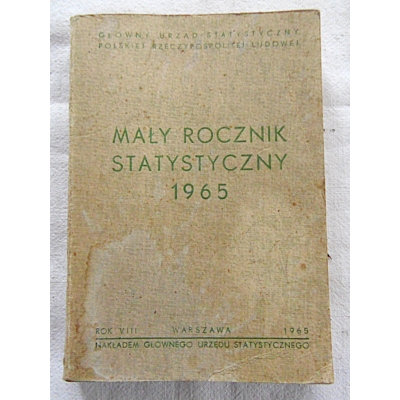 GŁÓWNY URZĄD STATYSTYCZNY
POLSKIEJ RZECZYPOSPOLITEJ LUDOWEJ
MAŁY ROCZNIK
STATYSTYCZNY
1965
ROK VIII WARSZAWA 1965
NAKŁADEM GŁÓWNEGO URZĘDU STATYSTYCZNEGO